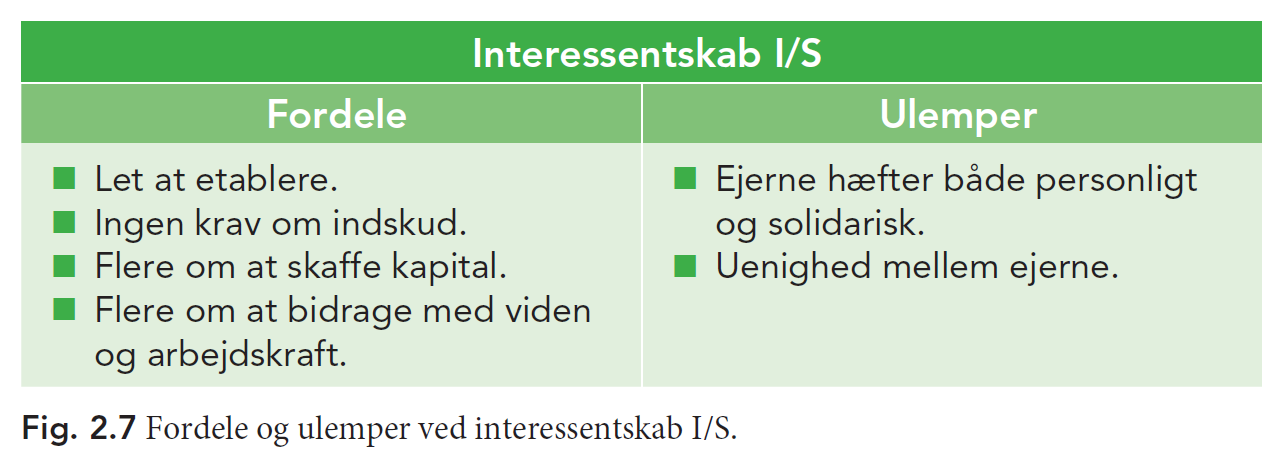 Interessentskab I/S
Fordele
Ulemper
■ Let at etablere.
■ Ingen krav om indskud.
■ Flere om at skaffe kapital.
■ Flere om at bidrage med viden
og arbejdskraft.
■ Ejerne hæfter både personligt
og solidarisk.
■ Uenighed mellem ejerne.
Fig. 2.7 Fordele og ulemper ved interessentskab I/S.